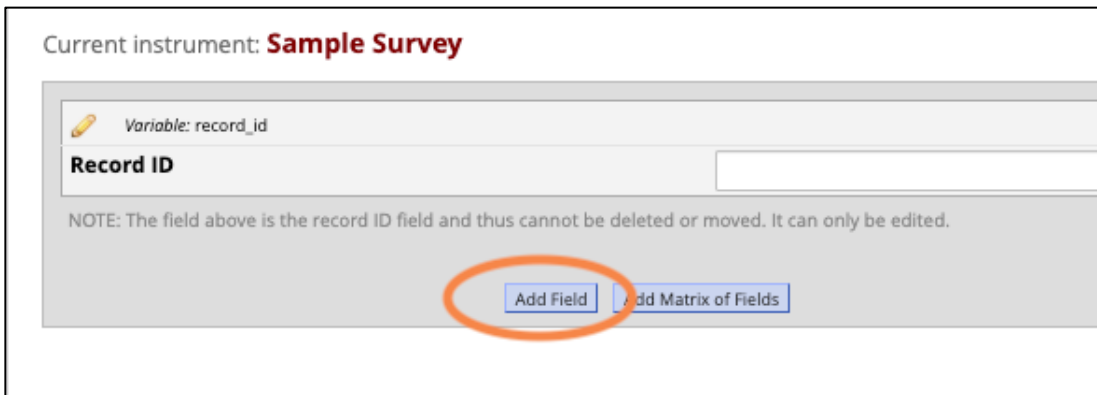 Current instrument: Sample Survey
Variable: record_id
Record ID
NOTE: The field above is the record ID field and thus cannot be deleted or moved. It can only be edited.
Add Field Add Matrix of Fields